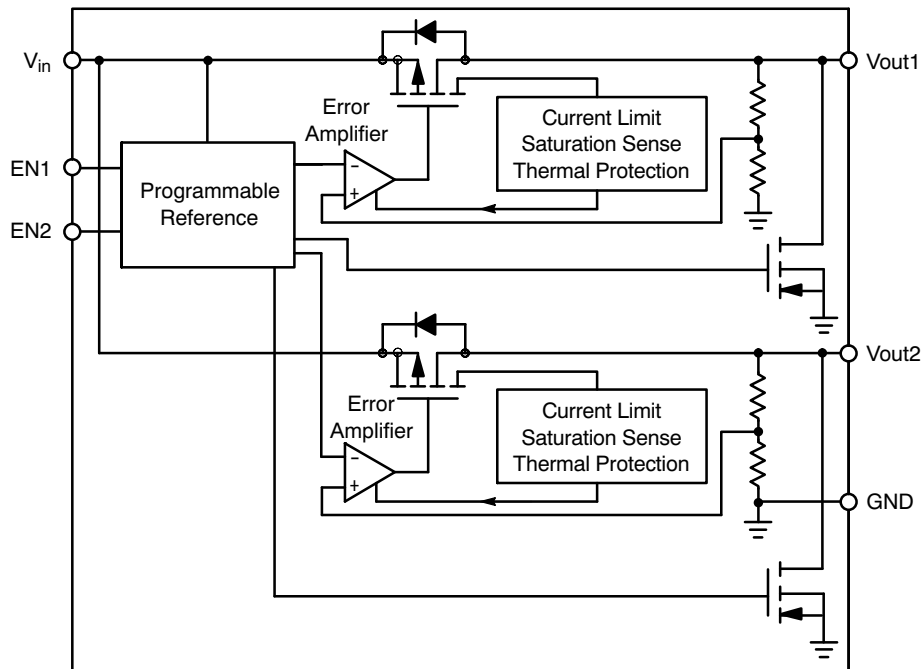 Vin
Vout1
Error
Amplifier
Current Limit
Saturation Sense
Thermal Protection
EN1
Programmable
Reference
EN2
−
+
Vout2
Error
Amplifier
Current Limit
Saturation Sense
Thermal Protection
−
+
GND